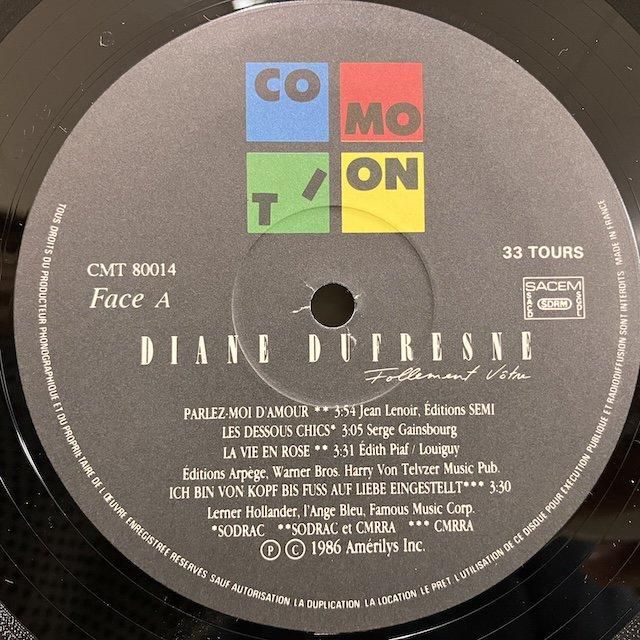 CO
MO
TI
ON
CMT 80014
Face A
33 TOURS
SACEM
SACD SDRM SCDL
DIANE DUFRESNE
Follement Vôtre
PARLEZ-MOI D'AMOUR ** 3:54 Jean Lenoir, Éditions SEMI
LES DESSOUS CHICS* 3:05 Serge Gainsbourg
LA VIE EN ROSE ** 3:31 Édith Piaf / Louiguy
Éditions Arpège, Warner Bros. Harry Von Telvzer Music Pub.
ICH BIN VON KOPF BIS FUSS AUF LIEBE EINGESTELLT*** 3:30
Lerner Hollander, l'Ange Bleu, Famous Music Corp.
*SODRAC **SODRAC et CMRRA *** CMRRA
Ⓟ Ⓒ 1986 Amérilys Inc.
TOUS DROITS DU PRODUCTEUR PHONOGRAPHIQUE ET DU PROPRIÉTAIRE DE L'ŒUVRE ENREGISTRÉE RÉSERVÉS SAUF AUTORISATION LA DUPLICATION LA LOCATION LE PRÊT L'UTILISATION DE CE DISQUE POUR EXÉCUTION PUBLIQUE ET RADIODIFFUSION SONT INTERDITS MADE IN FRANCE